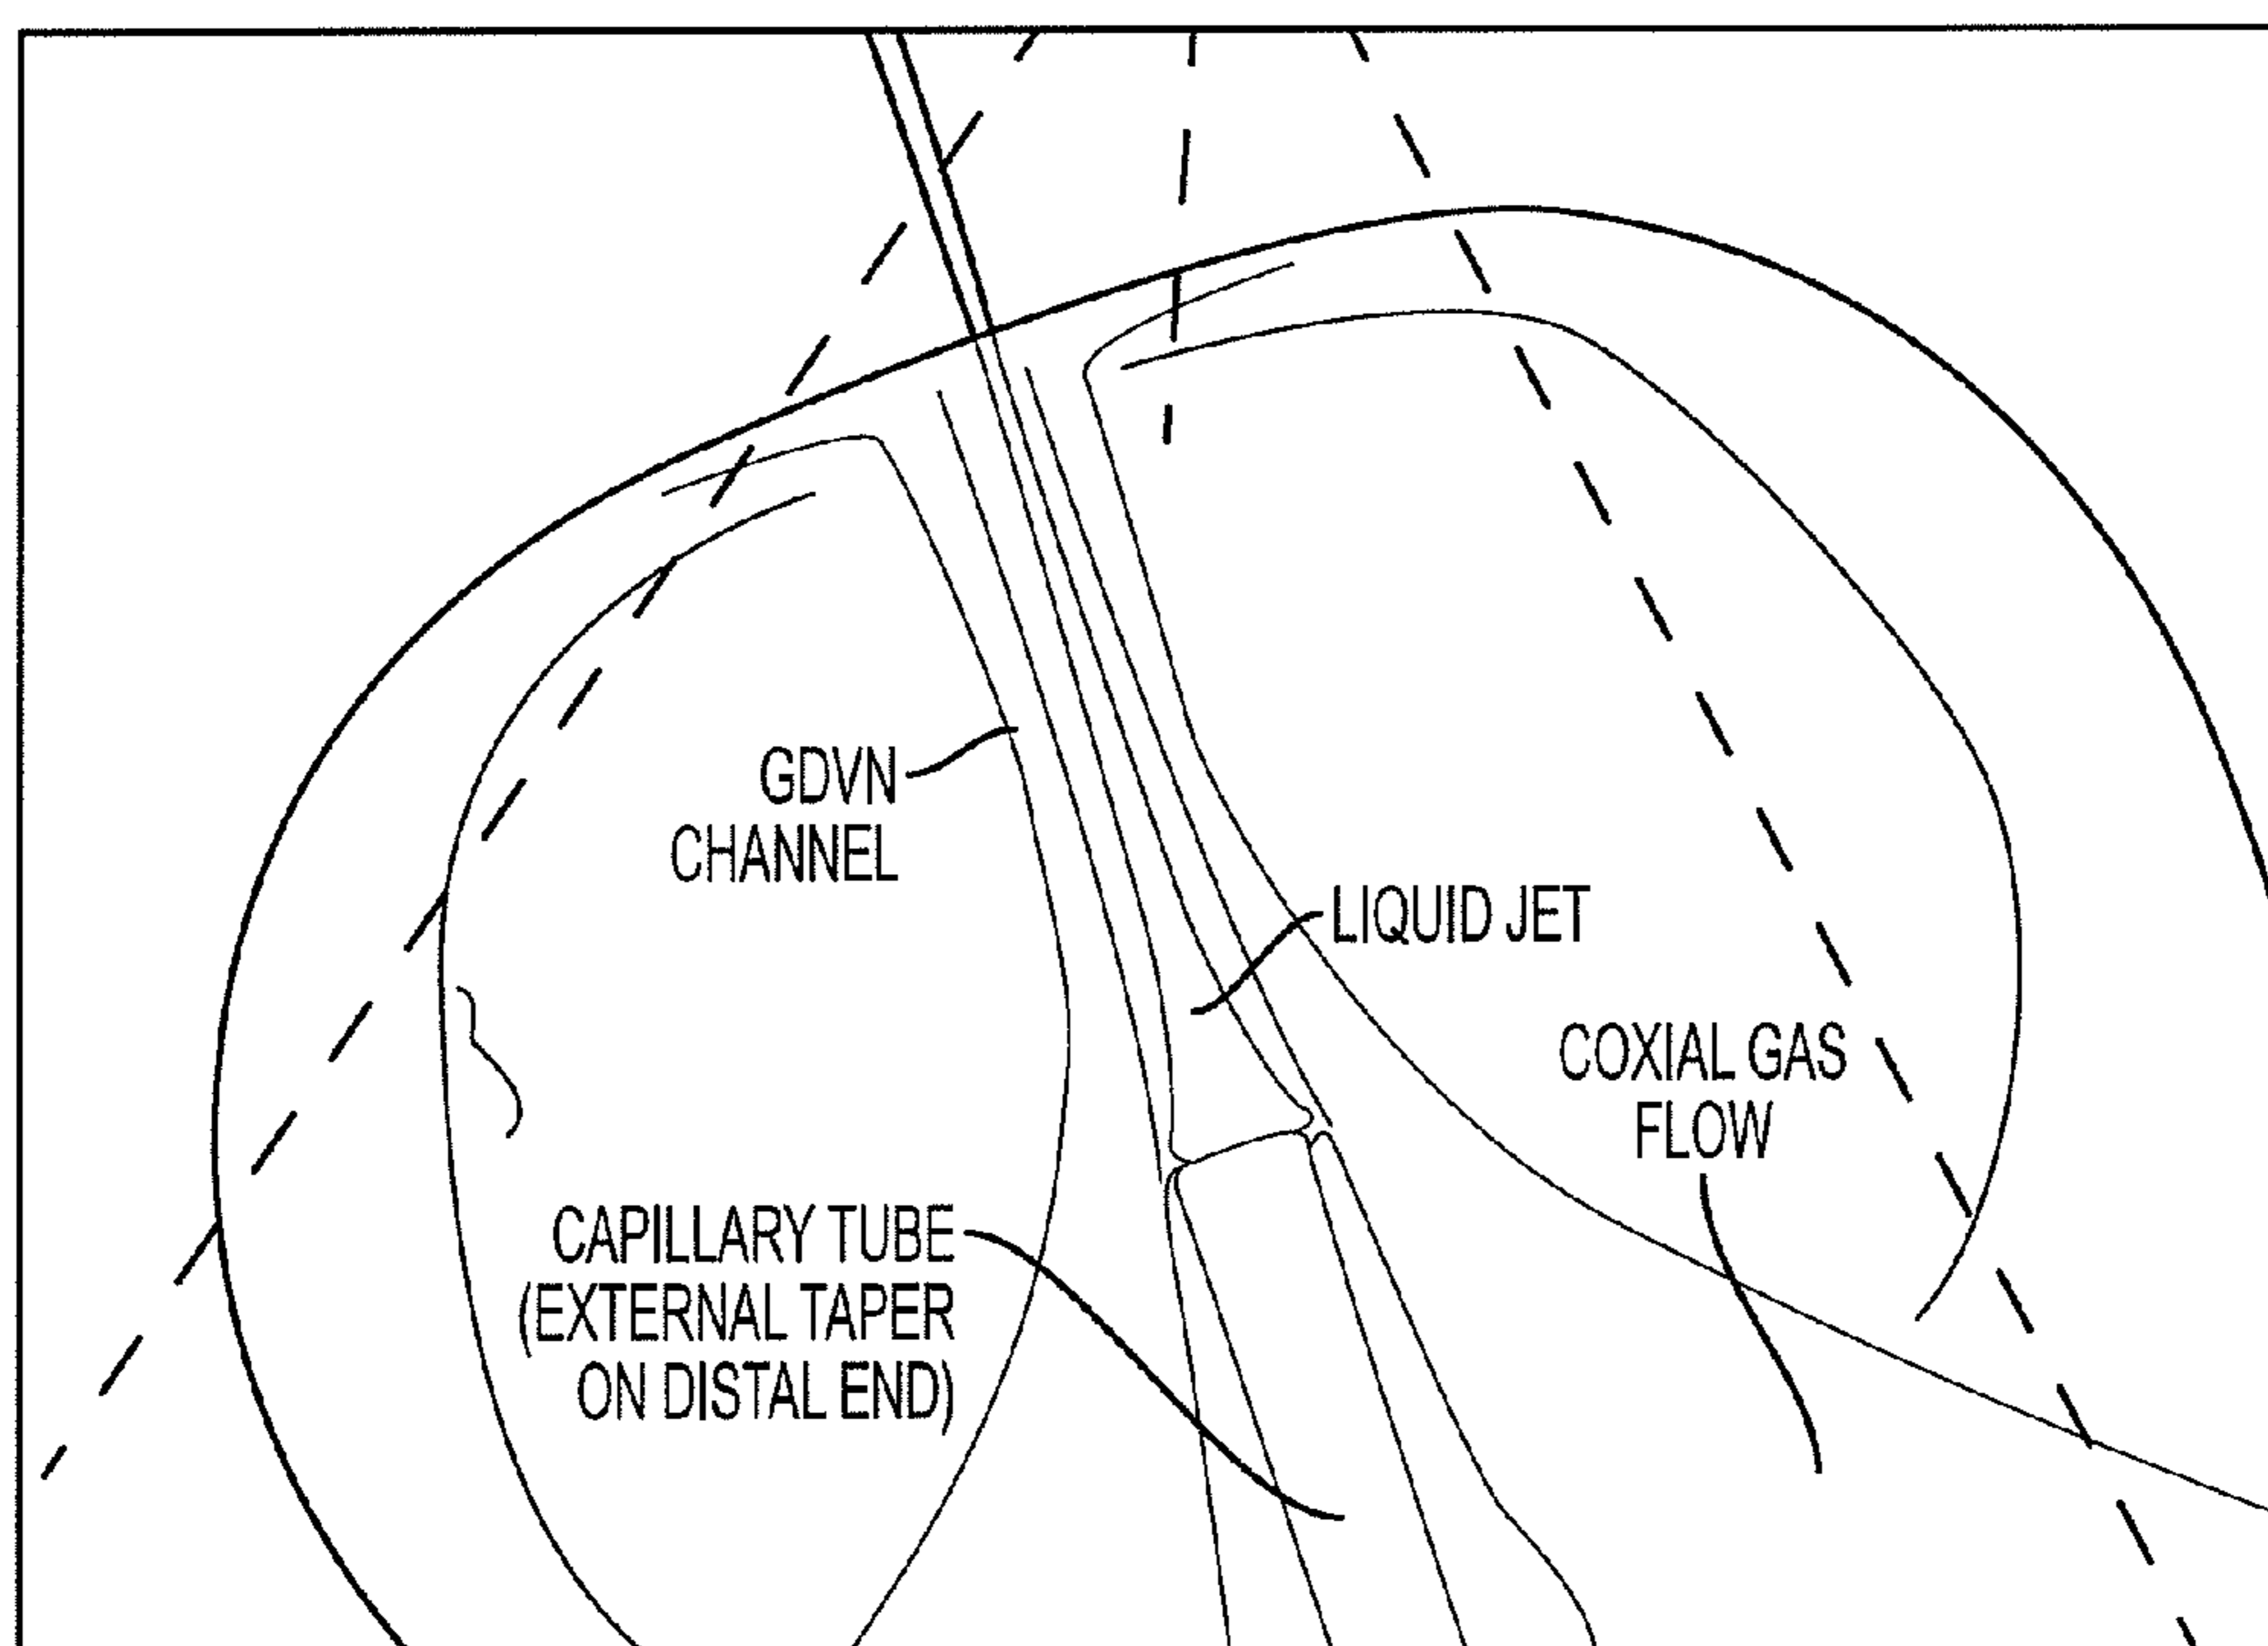 GDVN
CHANNEL
LIQUID JET
COXIAL GAS
FLOW
CAPILLARY TUBE
(EXTERNAL TAPER
ON DISTAL END)